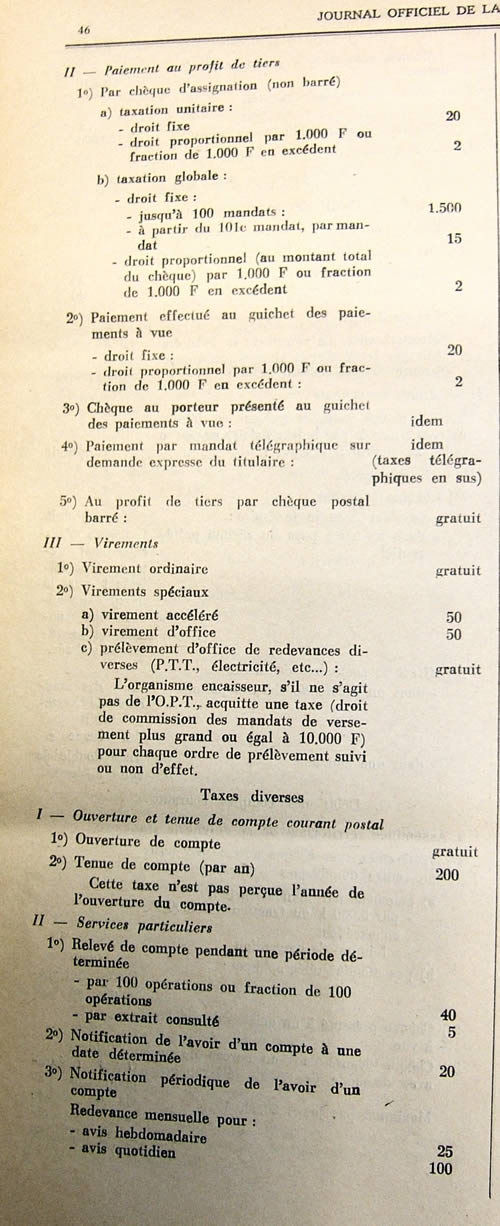 46
JOURNAL OFFICIEL DE LA
II — Paiement au profit de tiers
1º) Par chèque d'assignation (non barré)
a) taxation unitaire :
- droit fixe 20
- droit proportionnel par 1.000 F ou
fraction de 1.000 F en excédent 2
b) taxation globale :
- droit fixe :
- jusqu'à 100 mandats : 1.500
- à partir du 101e mandat, par man-
dat 15
- droit proportionnel (au montant total
du chèque) par 1.000 F ou fraction
de 1.000 F en excédent 2
2º) Paiement effectué au guichet des paie-
ments à vue
- droit fixe : 20
- droit proportionnel par 1.000 F ou frac-
tion de 1.000 F en excédent : 2
3º) Chèque au porteur présenté au guichet
des paiements à vue : idem
4º) Paiement par mandat télégraphique sur idem
demande expresse du titulaire : (taxes télégra-
phiques en sus)
5º) Au profit de tiers par chèque postal
barré : gratuit
III — Virements
1º) Virement ordinaire gratuit
2º) Virements spéciaux
a) virement accéléré 50
b) virement d'office 50
c) prélèvement d'office de redevances di-
verses (P.T.T., électricité, etc...) : gratuit
L'organisme encaisseur, s'il ne s'agit
pas de l'O.P.T., acquitte une taxe (droit
de commission des mandats de verse-
ment plus grand ou égal à 10.000 F)
pour chaque ordre de prélèvement suivi
ou non d'effet.
Taxes diverses
I — Ouverture et tenue de compte courant postal
1º) Ouverture de compte gratuit
2º) Tenue de compte (par an) 200
Cette taxe n'est pas perçue l'année de
l'ouverture du compte.
II — Services particuliers
1º) Relevé de compte pendant une période dé-
terminée
- par 100 opérations ou fraction de 100
opérations 40
- par extrait consulté 5
2º) Notification de l'avoir d'un compte à une
date déterminée 20
3º) Notification périodique de l'avoir d'un
compte
Redevance mensuelle pour :
- avis hebdomadaire 25
- avis quotidien 100